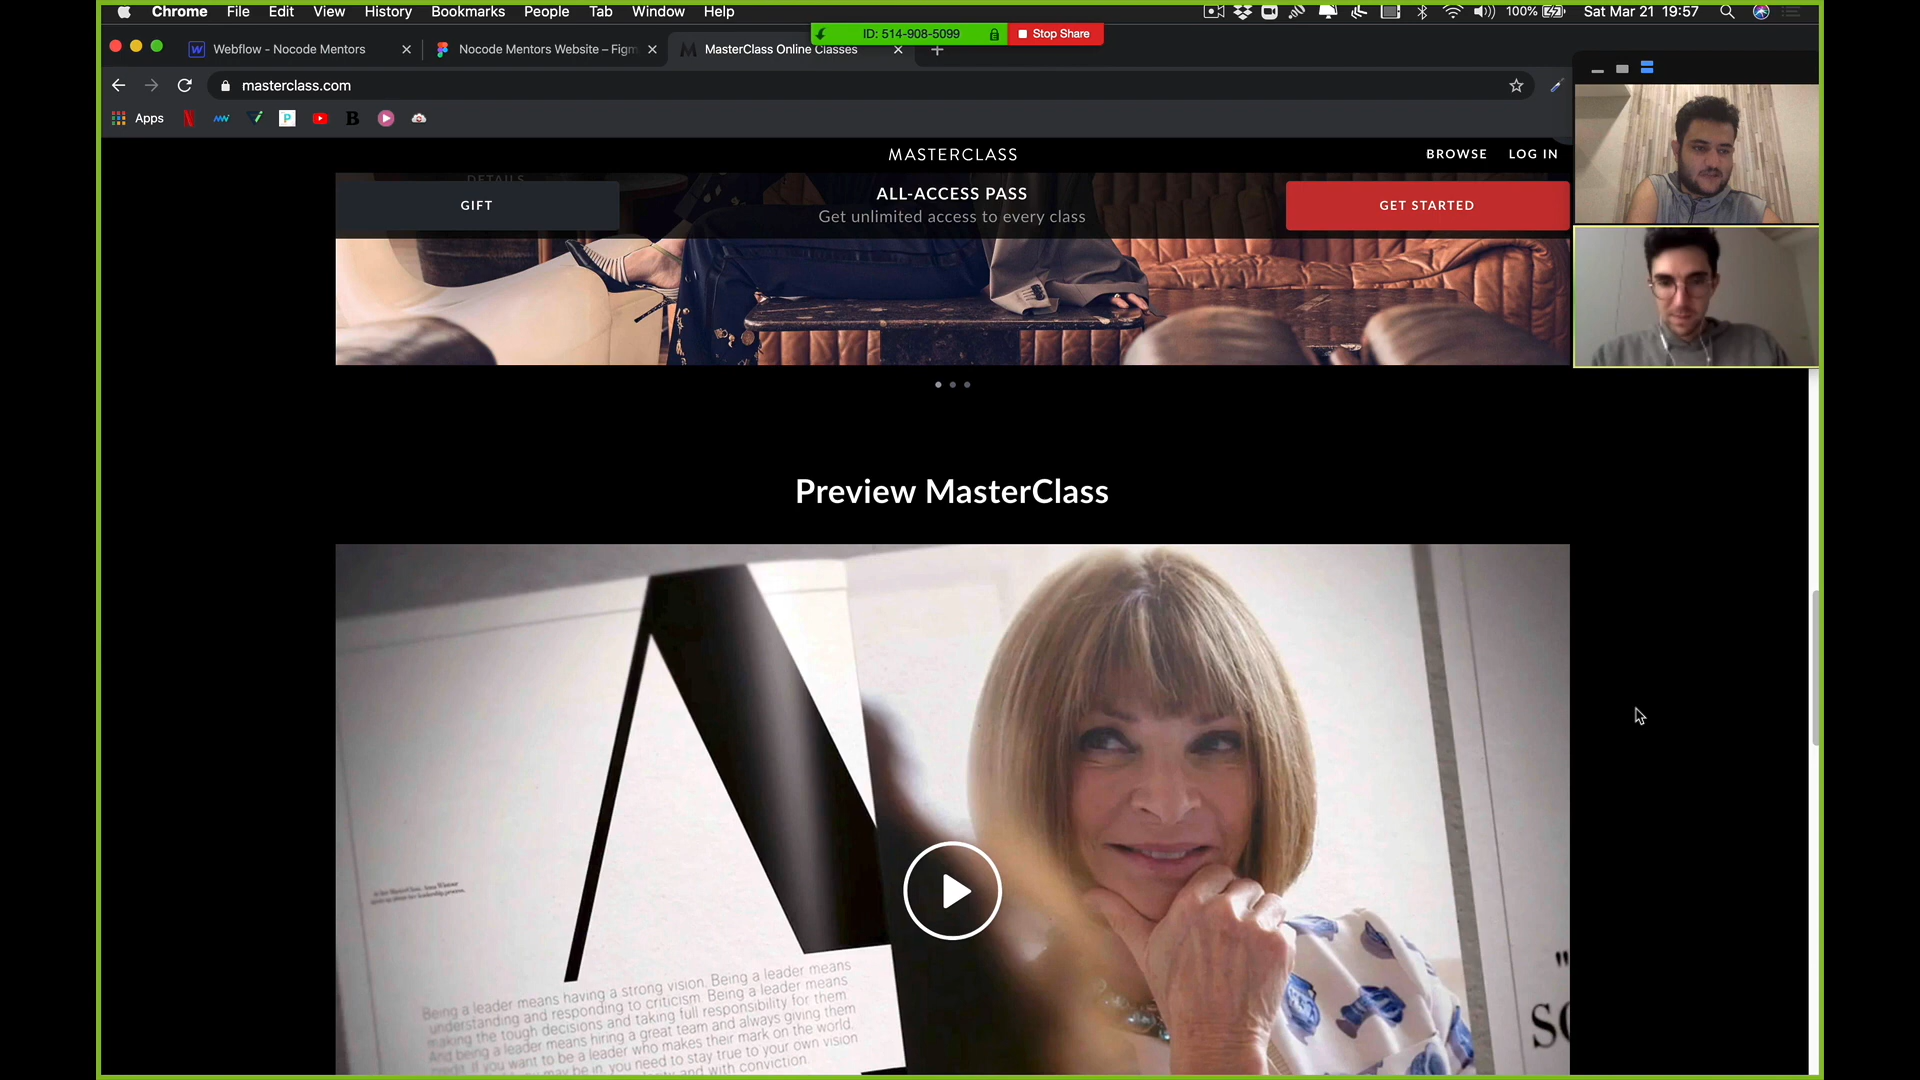 Chrome File Edit View History Bookmarks People Tab Window Help
100% Sat Mar 21 19:57
ID: 514-908-5099 Stop Share
Webflow - Nocode Mentors
Nocode Mentors Website – Figm
MasterClass Online Classes
masterclass.com
Apps
P
B
MASTERCLASS
BROWSE LOG IN
DETAILS
GIFT
ALL-ACCESS PASS
Get unlimited access to every class
GET STARTED
Preview MasterClass
Being a leader means having a strong vision. Being a leader means
understanding and responding to criticism. Being a leader means
making the tough decisions and taking full responsibility for them
And being a leader means hiring a great team and always giving them
credit. If you want to be a leader who makes their mark on the world,
you may be in, you need to stay true to your own vision
and with conviction.